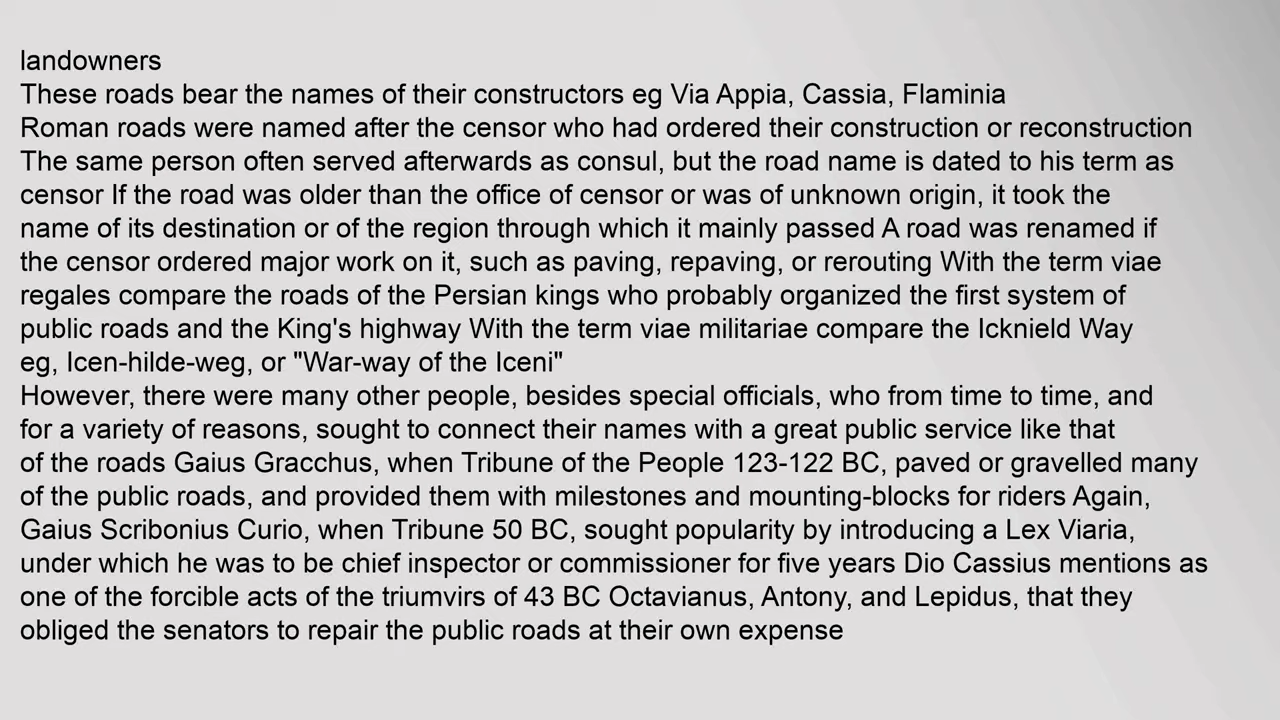 landowners
These roads bear the names of their constructors eg Via Appia, Cassia, Flaminia
Roman roads were named after the censor who had ordered their construction or reconstruction
The same person often served afterwards as consul, but the road name is dated to his term as
censor If the road was older than the office of censor or was of unknown origin, it took the
name of its destination or of the region through which it mainly passed A road was renamed if
the censor ordered major work on it, such as paving, repaving, or rerouting With the term viae
regales compare the roads of the Persian kings who probably organized the first system of
public roads and the King's highway With the term viae militariae compare the Icknield Way
eg, Icen-hilde-weg, or "War-way of the Iceni"
However, there were many other people, besides special officials, who from time to time, and
for a variety of reasons, sought to connect their names with a great public service like that
of the roads Gaius Gracchus, when Tribune of the People 123-122 BC, paved or gravelled many
of the public roads, and provided them with milestones and mounting-blocks for riders Again,
Gaius Scribonius Curio, when Tribune 50 BC, sought popularity by introducing a Lex Viaria,
under which he was to be chief inspector or commissioner for five years Dio Cassius mentions as
one of the forcible acts of the triumvirs of 43 BC Octavianus, Antony, and Lepidus, that they
obliged the senators to repair the public roads at their own expense